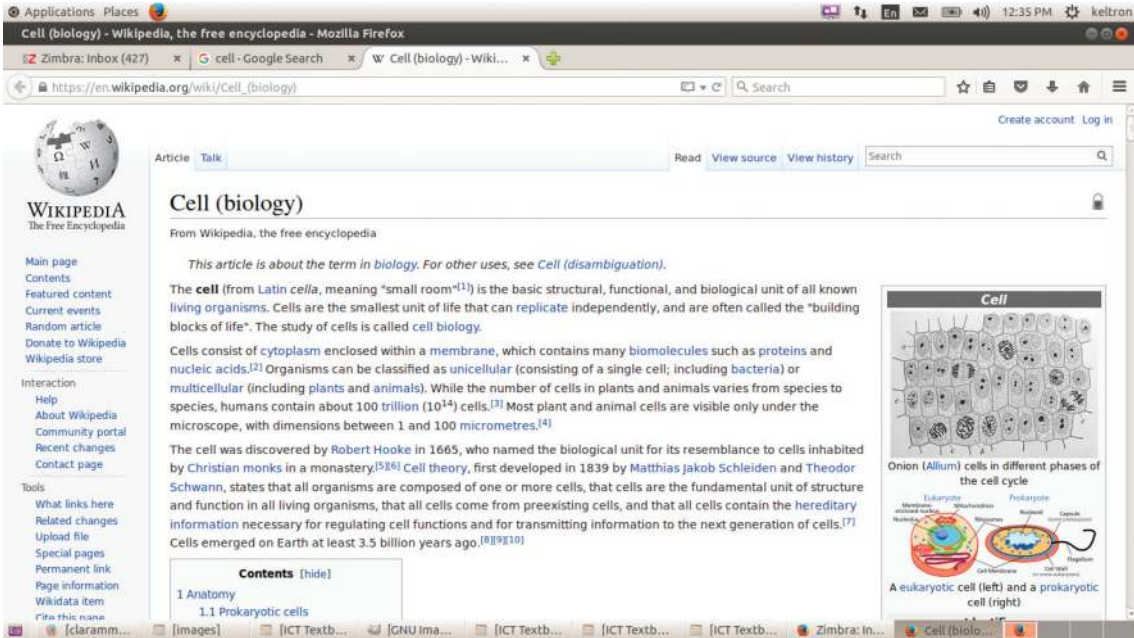 Applications Places
En 12:35 PM keltron
Cell (biology) - Wikipedia, the free encyclopedia - Mozilla Firefox
Zimbra: Inbox (427)
cell - Google Search
Cell (biology) - Wiki...
https://en.wikipedia.org/wiki/Cell_(biology)
Search
Create account Log in
Article Talk
Read View source View history
Search
WIKIPEDIA
The Free Encyclopedia
Main page
Contents
Featured content
Current events
Random article
Donate to Wikipedia
Wikipedia store
Interaction
Help
About Wikipedia
Community portal
Recent changes
Contact page
Tools
What links here
Related changes
Upload file
Special pages
Permanent link
Page information
Wikidata item
Cite this page
Cell (biology)
From Wikipedia, the free encyclopedia
This article is about the term in biology. For other uses, see Cell (disambiguation).
The cell (from Latin cella, meaning "small room"[1]) is the basic structural, functional, and biological unit of all known
living organisms. Cells are the smallest unit of life that can replicate independently, and are often called the "building
blocks of life". The study of cells is called cell biology.
Cells consist of cytoplasm enclosed within a membrane, which contains many biomolecules such as proteins and
nucleic acids.[2] Organisms can be classified as unicellular (consisting of a single cell; including bacteria) or
multicellular (including plants and animals). While the number of cells in plants and animals varies from species to
species, humans contain about 100 trillion (10¹⁴) cells.[3] Most plant and animal cells are visible only under the
microscope, with dimensions between 1 and 100 micrometres.[4]
The cell was discovered by Robert Hooke in 1665, who named the biological unit for its resemblance to cells inhabited
by Christian monks in a monastery.[5][6] Cell theory, first developed in 1839 by Matthias Jakob Schleiden and Theodor
Schwann, states that all organisms are composed of one or more cells, that cells are the fundamental unit of structure
and function in all living organisms, that all cells come from preexisting cells, and that all cells contain the hereditary
information necessary for regulating cell functions and for transmitting information to the next generation of cells.[7]
Cells emerged on Earth at least 3.5 billion years ago.[8][9][10]
Contents [hide]
1 Anatomy
1.1 Prokaryotic cells
Cell
Onion (Allium) cells in different phases of
the cell cycle
Eukaryote Prokaryote
Membrane-
enclosed nucleus
Mitochondrion
Nucleolus
Ribosomes
Nucleoid
Capsule
Flagellum
Cell Membrane
Cell Wall
A eukaryotic cell (left) and a prokaryotic
cell (right)
[claramm...
[images]
[ICT Textb...
[GNU Ima...
[ICT Textb...
[ICT Textb...
[ICT Textb...
Zimbra: In...
Cell (biolo...